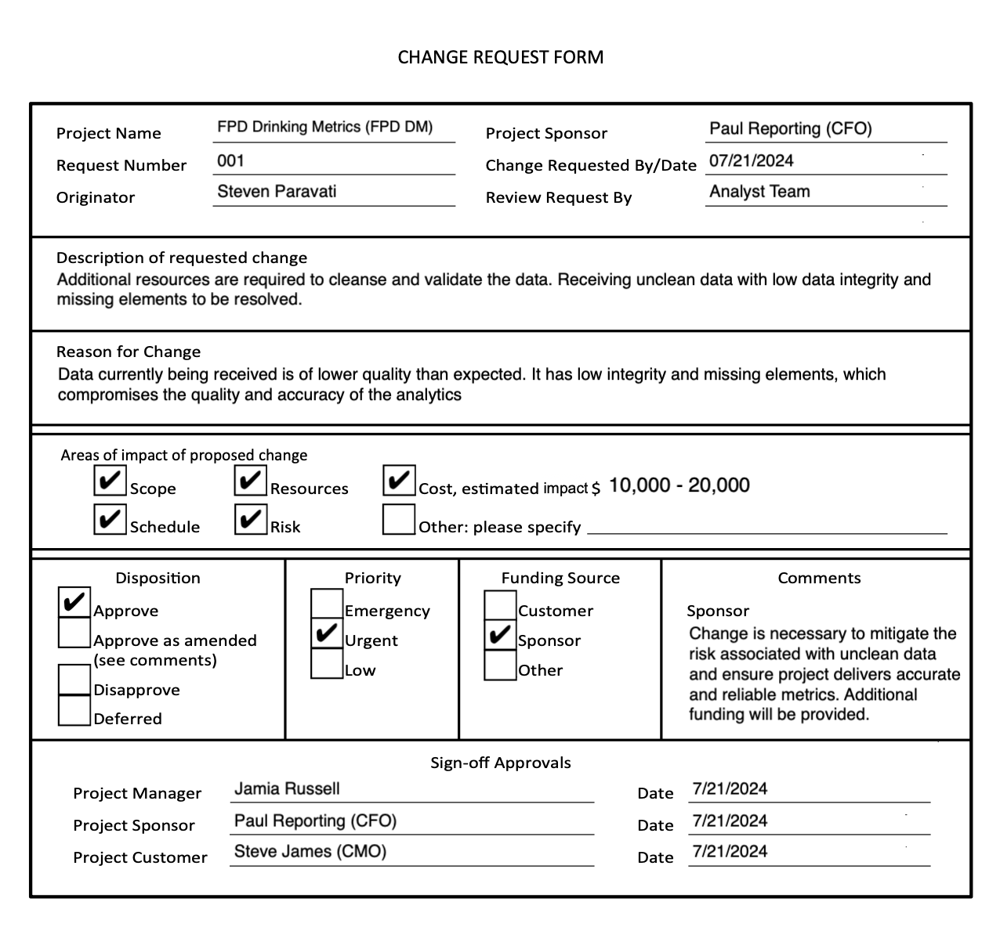 CHANGE REQUEST FORM
Project Name FPD Drinking Metrics (FPD DM) Project Sponsor Paul Reporting (CFO)
Request Number 001 Change Requested By/Date 07/21/2024
Originator Steven Paravati Review Request By Analyst Team
Description of requested change
Additional resources are required to cleanse and validate the data. Receiving unclean data with low data integrity and
missing elements to be resolved.
Reason for Change
Data currently being received is of lower quality than expected. It has low integrity and missing elements, which
compromises the quality and accuracy of the analytics
Areas of impact of proposed change
✔ Scope ✔ Resources ✔ Cost, estimated impact $ 10,000 - 20,000
✔ Schedule ✔ Risk Other: please specify
Disposition
✔ Approve
Approve as amended
(see comments)
Disapprove
Deferred
Priority
Emergency
✔ Urgent
Low
Funding Source
Customer
✔ Sponsor
Other
Comments
Sponsor
Change is necessary to mitigate the
risk associated with unclean data
and ensure project delivers accurate
and reliable metrics. Additional
funding will be provided.
Sign-off Approvals
Project Manager Jamia Russell Date 7/21/2024
Project Sponsor Paul Reporting (CFO) Date 7/21/2024
Project Customer Steve James (CMO) Date 7/21/2024